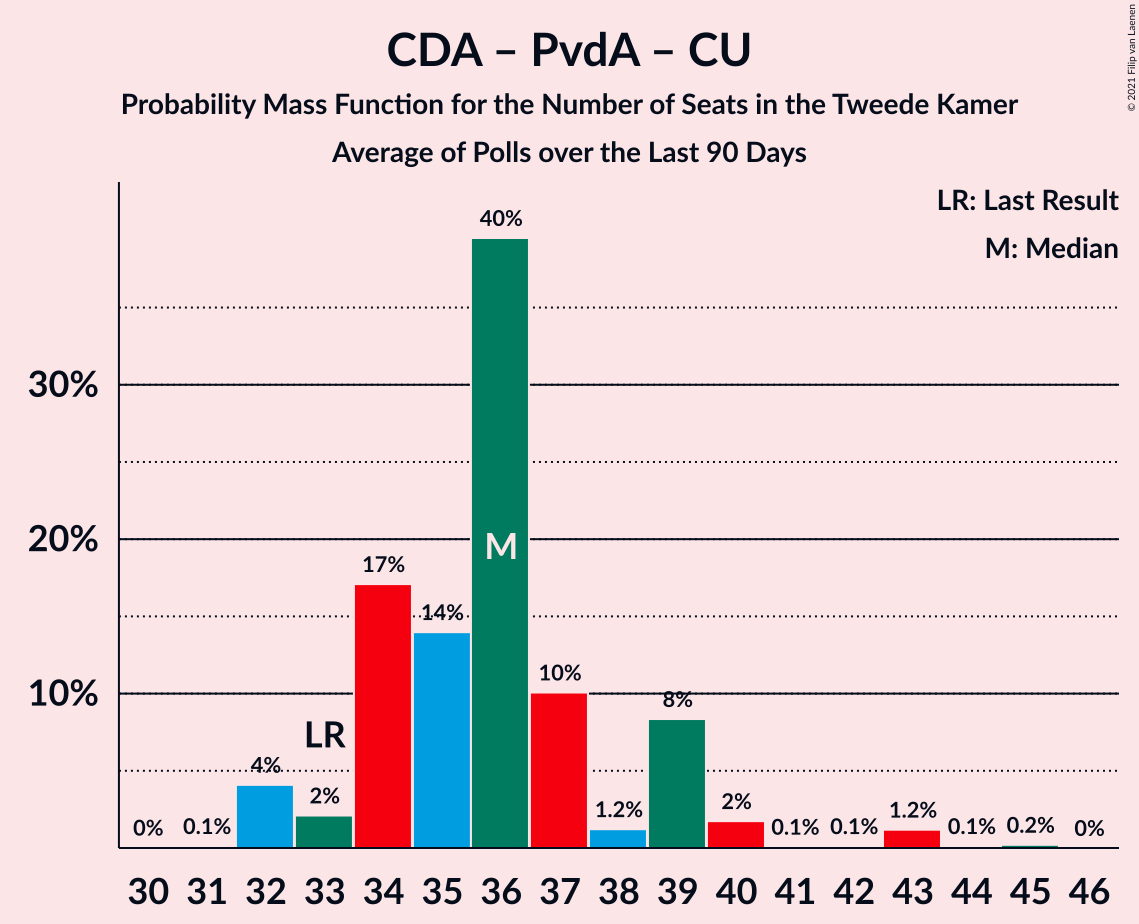 CDA – PvdA – CU
Probability Mass Function for the Number of Seats in the Tweede Kamer
Average of Polls over the Last 90 Days
© 2021 Filip van Laenen
LR: Last Result
M: Median
30%
20%
10%
0%
0.1%
4%
2%
LR
17%
14%
40%
M
10%
1.2%
8%
2%
0.1%
0.1%
1.2%
0.1%
0.2%
0%
30 31 32 33 34 35 36 37 38 39 40 41 42 43 44 45 46